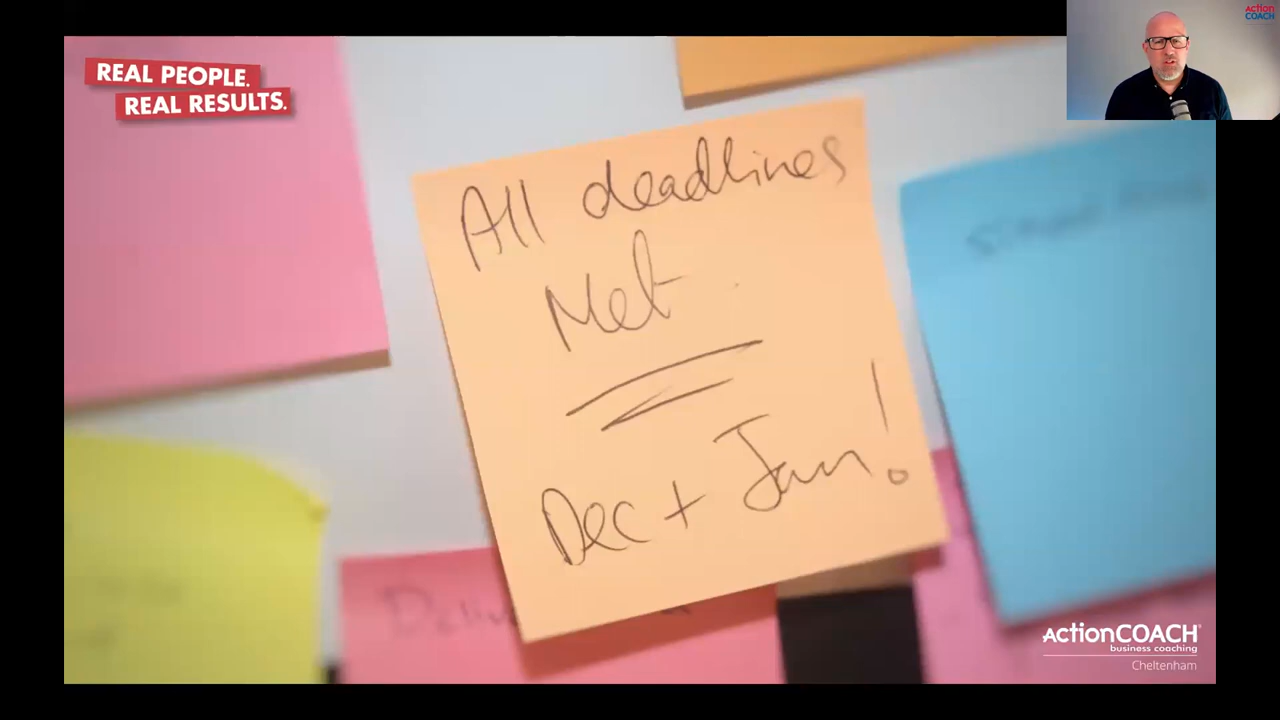 REAL PEOPLE.
REAL RESULTS.
Action
COACH
All deadlines
Met
Dec + Jan!
ActionCOACH
business coaching
Cheltenham